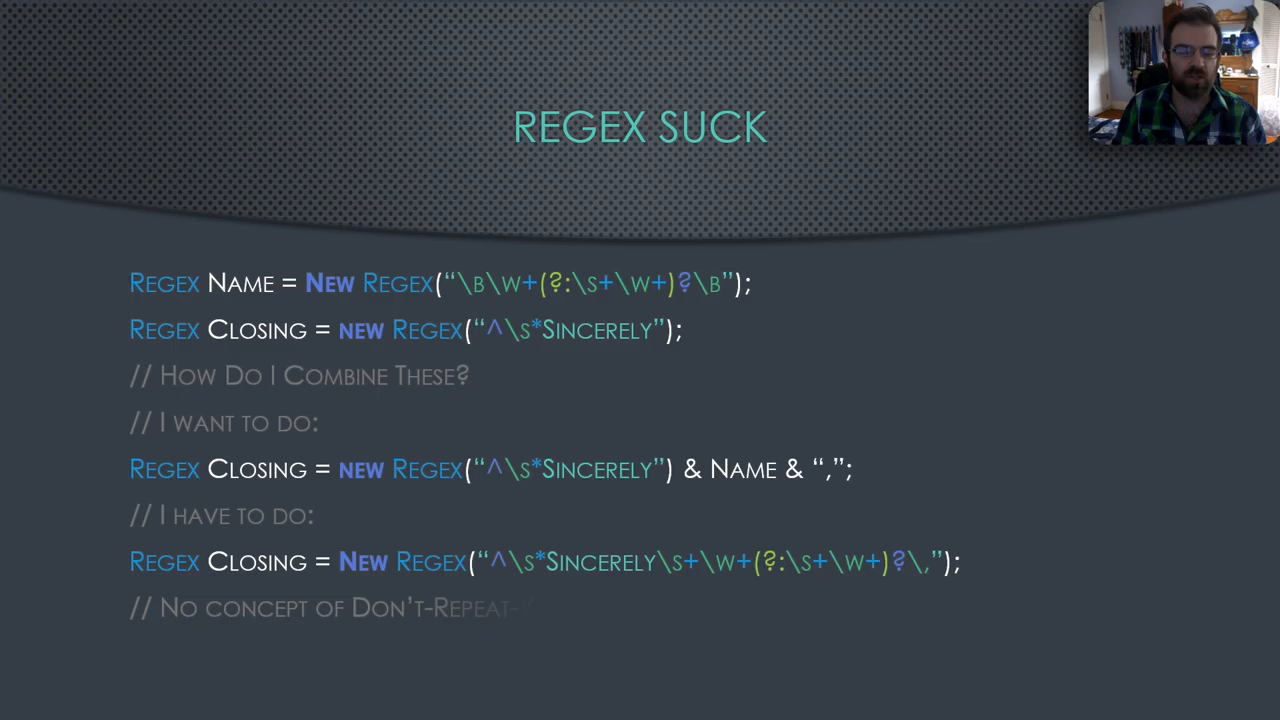 REGEX SUCK
REGEX NAME = NEW REGEX(“\B\W+(?:\S+\W+)?\B”);
REGEX CLOSING = NEW REGEX(“^\S*SINCERELY”);
// HOW DO I COMBINE THESE?
// I WANT TO DO:
REGEX CLOSING = NEW REGEX(“^\S*SINCERELY”) & NAME & “,”;
// I HAVE TO DO:
REGEX CLOSING = NEW REGEX(“^\S*SINCERELY\S+\W+(?:\S+\W+)?\,”);
// NO CONCEPT OF DON’T-REPEAT-